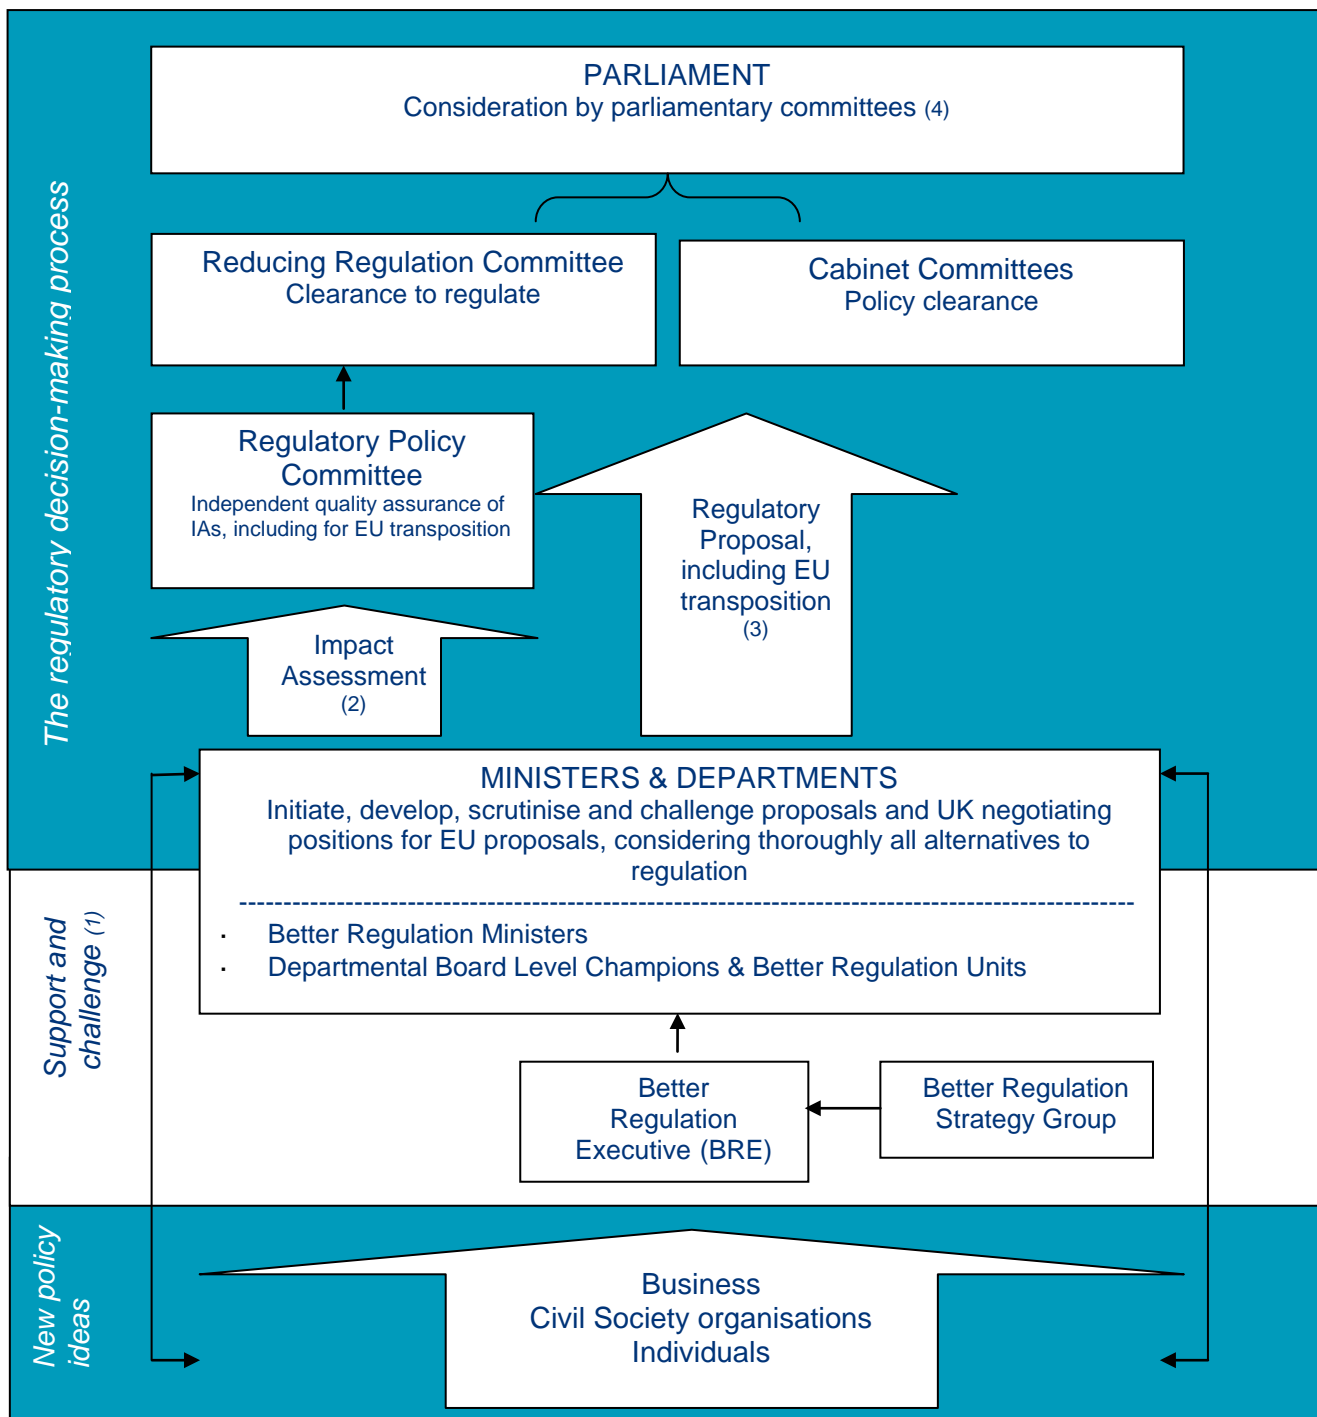 PARLIAMENT
Consideration by parliamentary committees (4)
The regulatory decision-making process
Reducing Regulation Committee
Clearance to regulate
Cabinet Committees
Policy clearance
Regulatory Policy
Committee
Independent quality assurance of
IAs, including for EU transposition
Regulatory
Proposal,
including EU
transposition
(3)
Impact
Assessment
(2)
MINISTERS & DEPARTMENTS
Initiate, develop, scrutinise and challenge proposals and UK negotiating
positions for EU proposals, considering thoroughly all alternatives to
regulation
· Better Regulation Ministers
· Departmental Board Level Champions & Better Regulation Units
Support and
challenge (1)
Better
Regulation
Executive (BRE)
Better Regulation
Strategy Group
New policy
ideas
Business
Civil Society organisations
Individuals